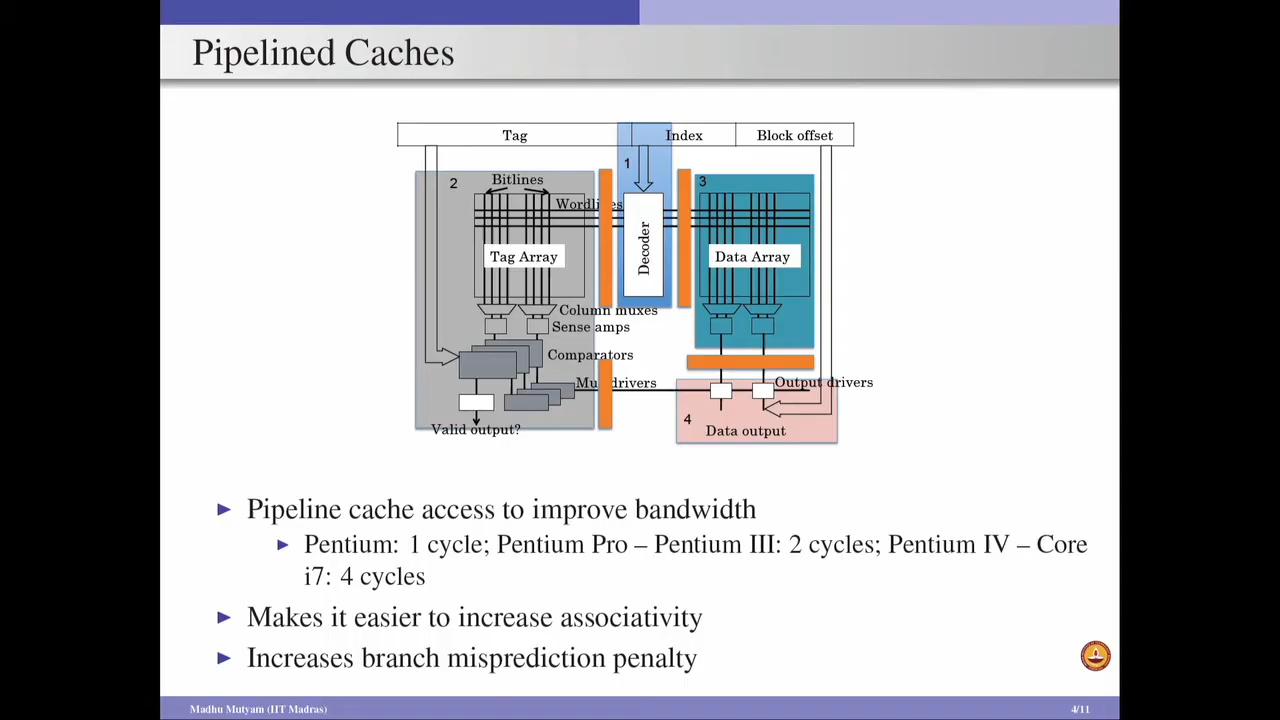 Pipelined Caches
Tag Index Block offset
1
2 Bitlines 3
Wordlines
Decoder
Tag Array Data Array
Column muxes
Sense amps
Comparators
Mux drivers Output drivers
4
Valid output? Data output
Pipeline cache access to improve bandwidth
Pentium: 1 cycle; Pentium Pro – Pentium III: 2 cycles; Pentium IV – Core
i7: 4 cycles
Makes it easier to increase associativity
Increases branch misprediction penalty
Madhu Mutyam (IIT Madras) 4/11